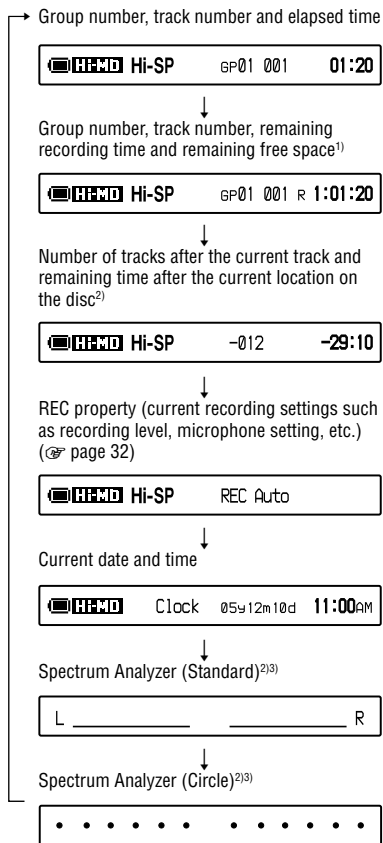 Group number, track number and elapsed time
Hi-MD Hi-SP GP01 001 01:20
Group number, track number, remaining
recording time and remaining free space1)
Hi-MD Hi-SP GP01 001 R 1:01:20
Number of tracks after the current track and
remaining time after the current location on
the disc2)
Hi-MD Hi-SP -012 -29:10
REC property (current recording settings such
as recording level, microphone setting, etc.)
(☞ page 32)
Hi-MD Hi-SP REC Auto
Current date and time
Hi-MD Clock 05y12m10d 11:00AM
Spectrum Analyzer (Standard)2)3)
L R
Spectrum Analyzer (Circle)2)3)